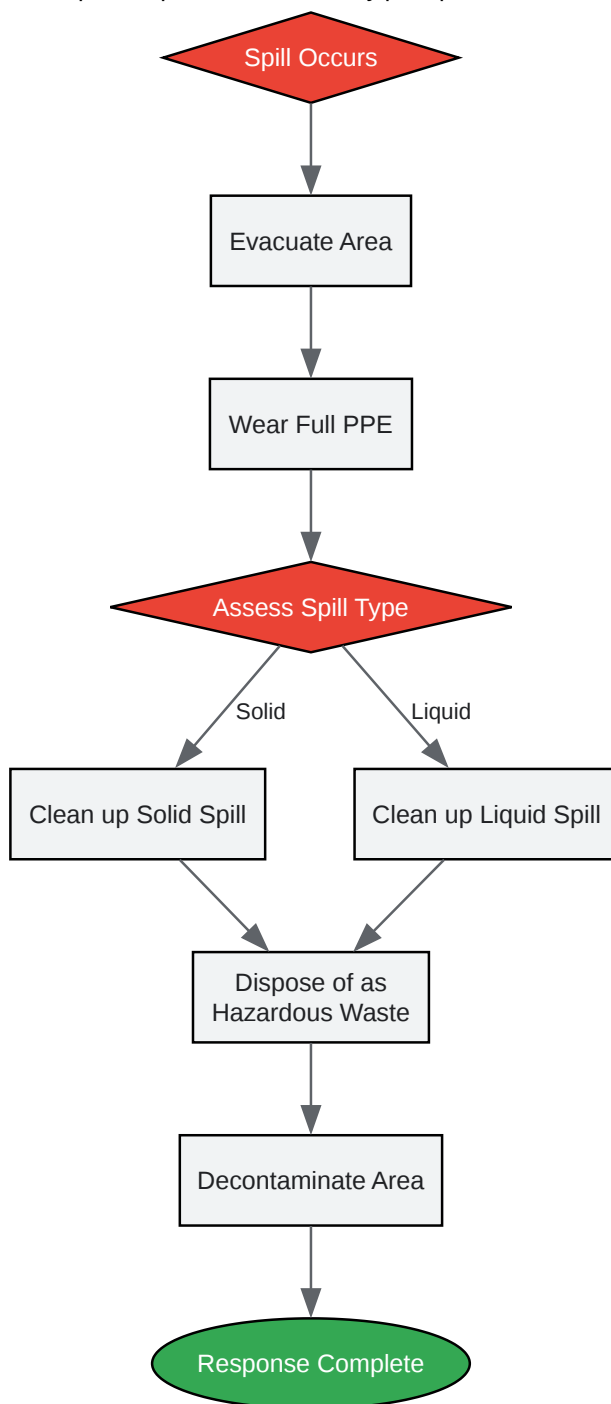 Spill Occurs
Evacuate Area
Wear Full PPE
Assess Spill Type
Solid
Liquid
Clean up Solid Spill
Clean up Liquid Spill
Dispose of as
Hazardous Waste
Decontaminate Area
Response Complete